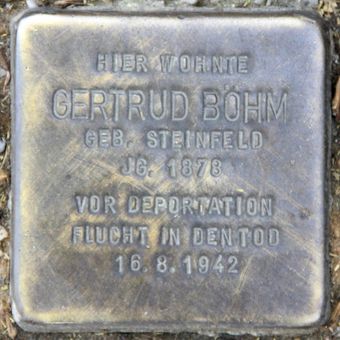 HIER WOHNTE
GERTRUD BÖHM
GEB. STEINFELD
JG. 1878
VOR DEPORTATION
FLUCHT IN DEN TOD
16.8.1942